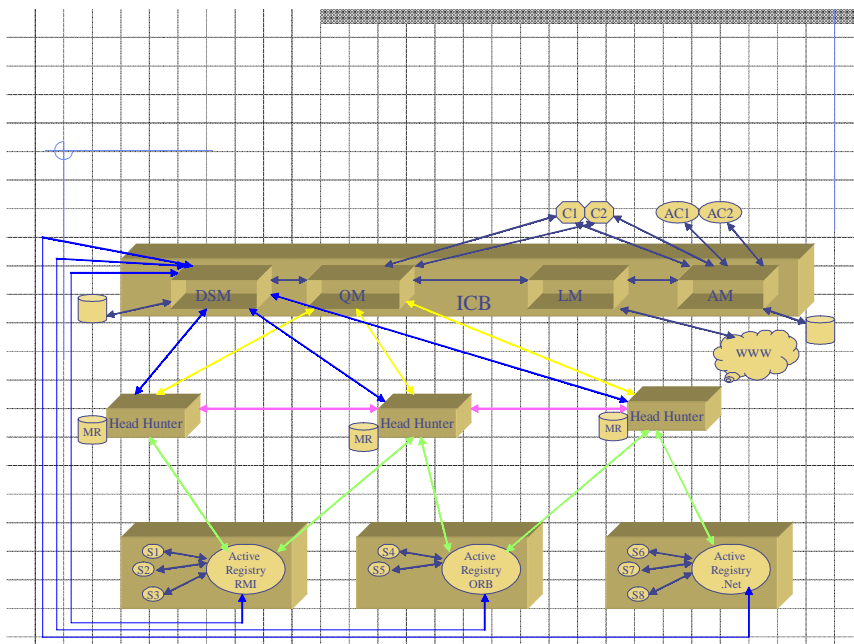 C1
C2
AC1
AC2
DSM
QM
ICB
LM
AM
WWW
Head Hunter
MR
Head Hunter
MR
Head Hunter
MR
S1
S2
S3
Active
Registry
RMI
S4
S5
Active
Registry
ORB
S6
S7
S8
Active
Registry
.Net